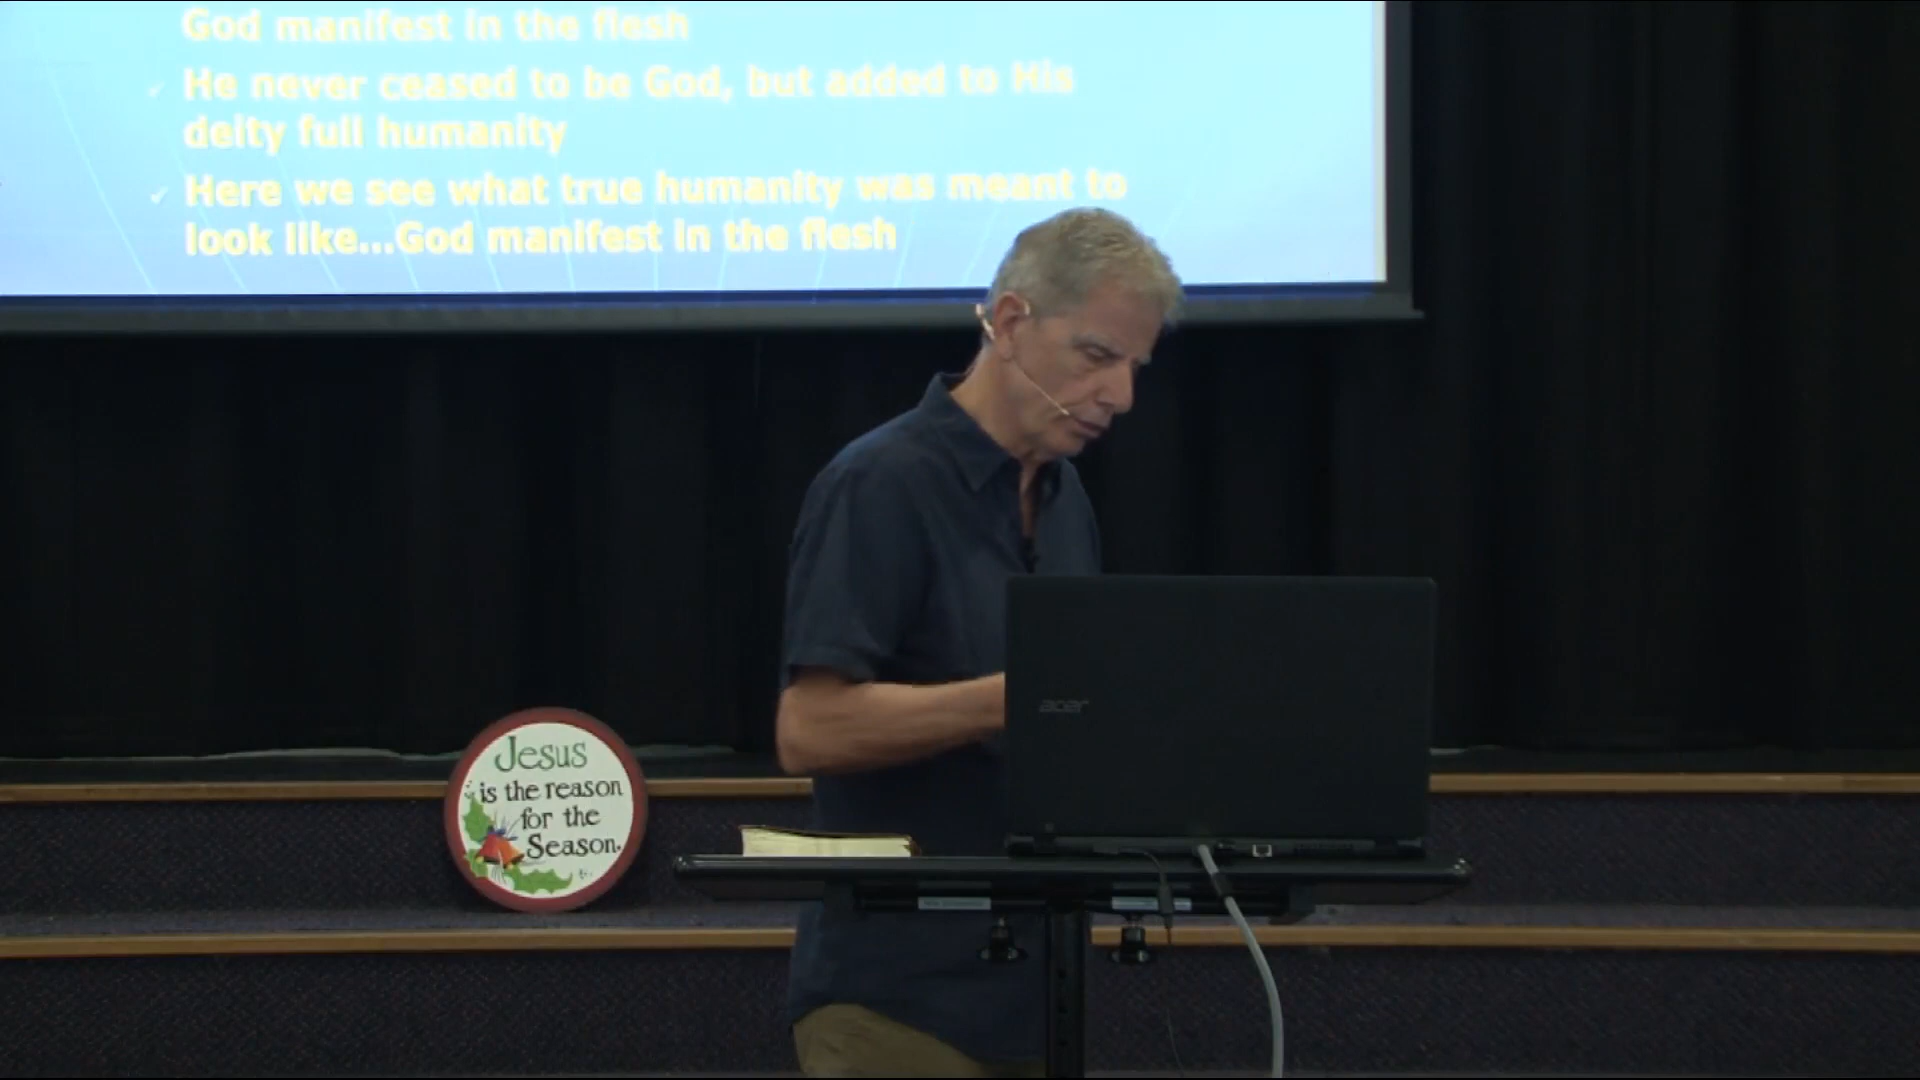 God manifest in the flesh
He never ceased to be God, but added to His
deity full humanity
Here we see what true humanity was meant to
look like...God manifest in the flesh
acer
Jesus
is the reason
for the
Season.